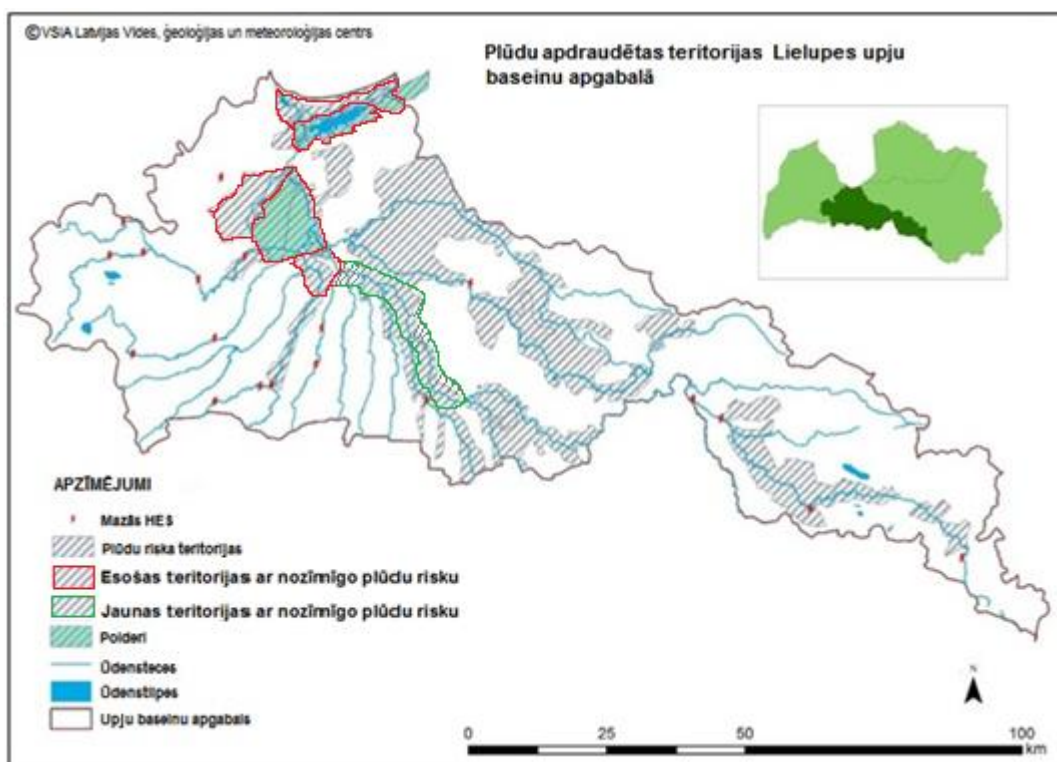 ©VSIA Latvijas Vides, ģeoloģijas un meteoroloģijas centrs
Plūdu apdraudētas teritorijas Lielupes upju
baseinu apgabalā
APZĪMĒJUMI
Mazās HES
Plūdu riska teritorijas
Esošas teritorijas ar nozīmīgo plūdu risku
Jaunas teritorijas ar nozīmīgo plūdu risku
Polderi
Ūdensteces
Ūdenstilpes
Upju baseinu apgabals
N
0 25 50 100
km